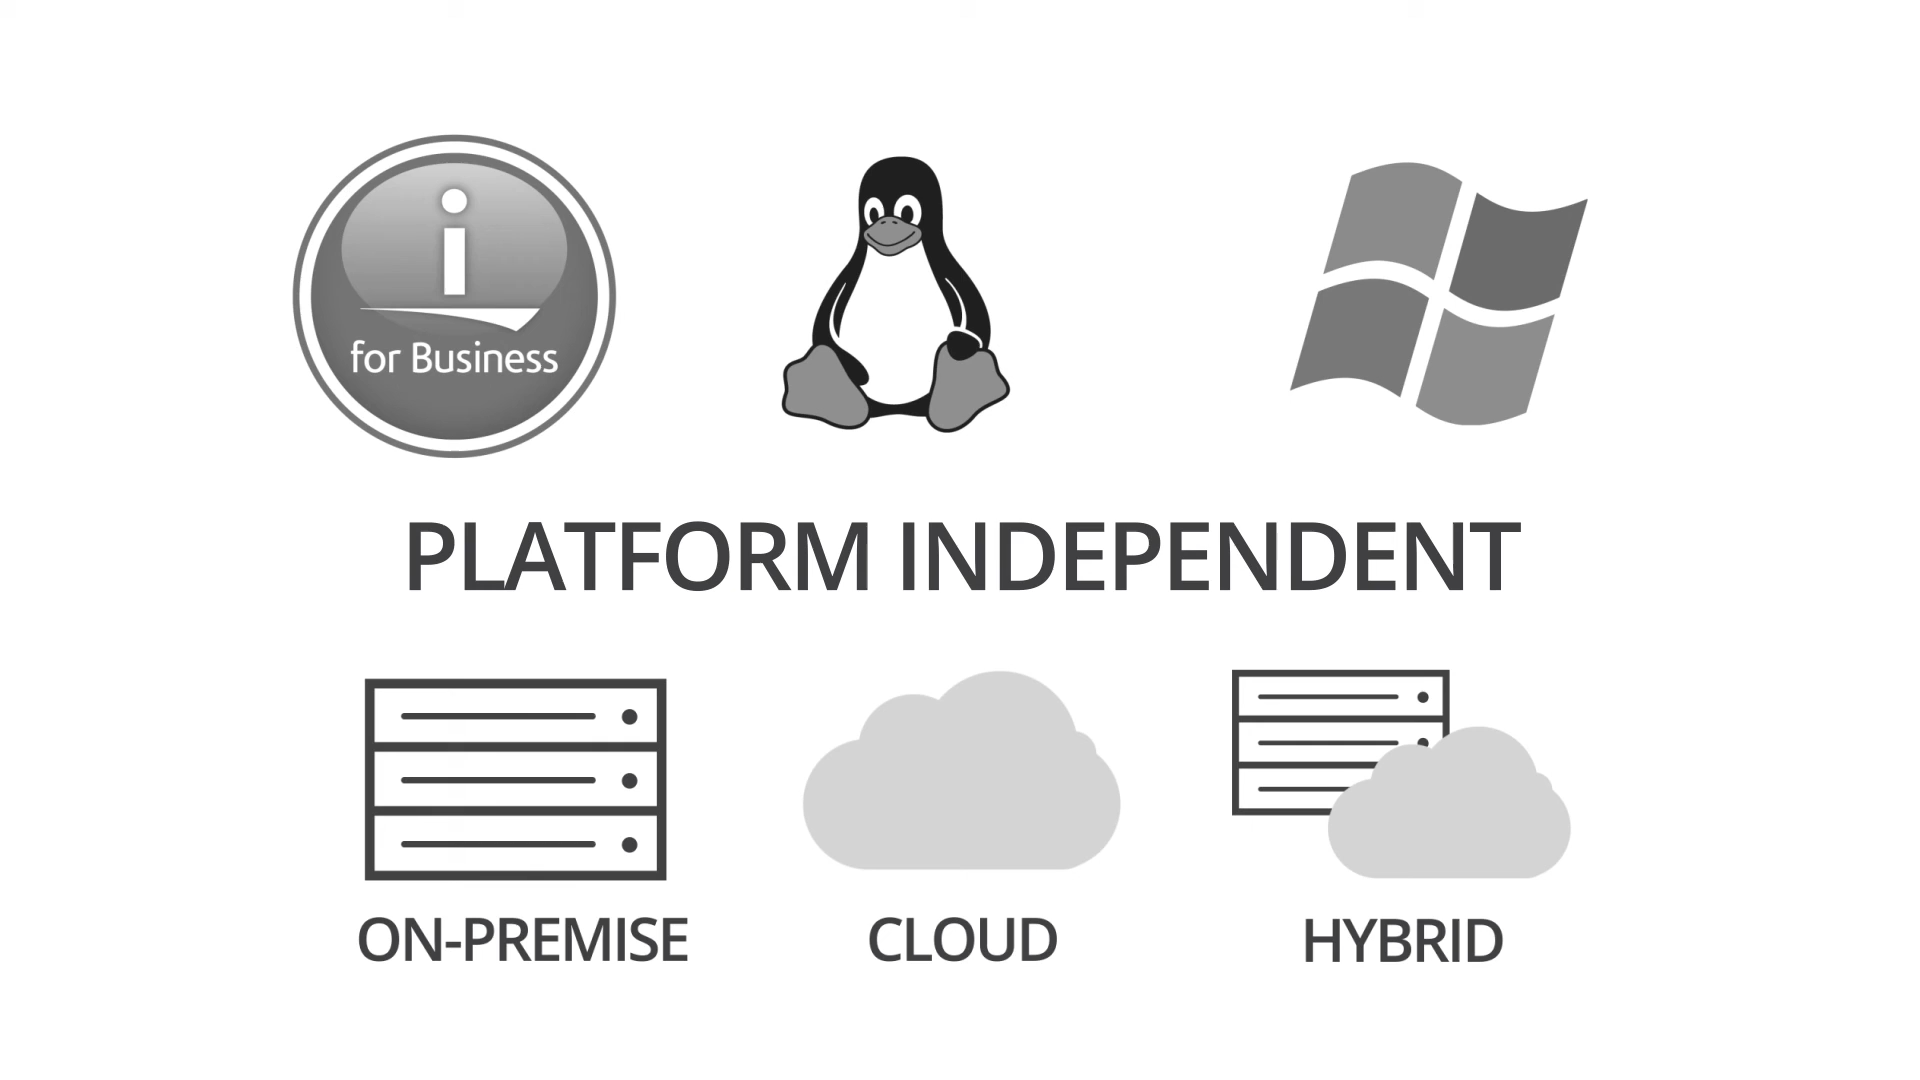 i
for Business
PLATFORM INDEPENDENT
ON-PREMISE
CLOUD
HYBRID